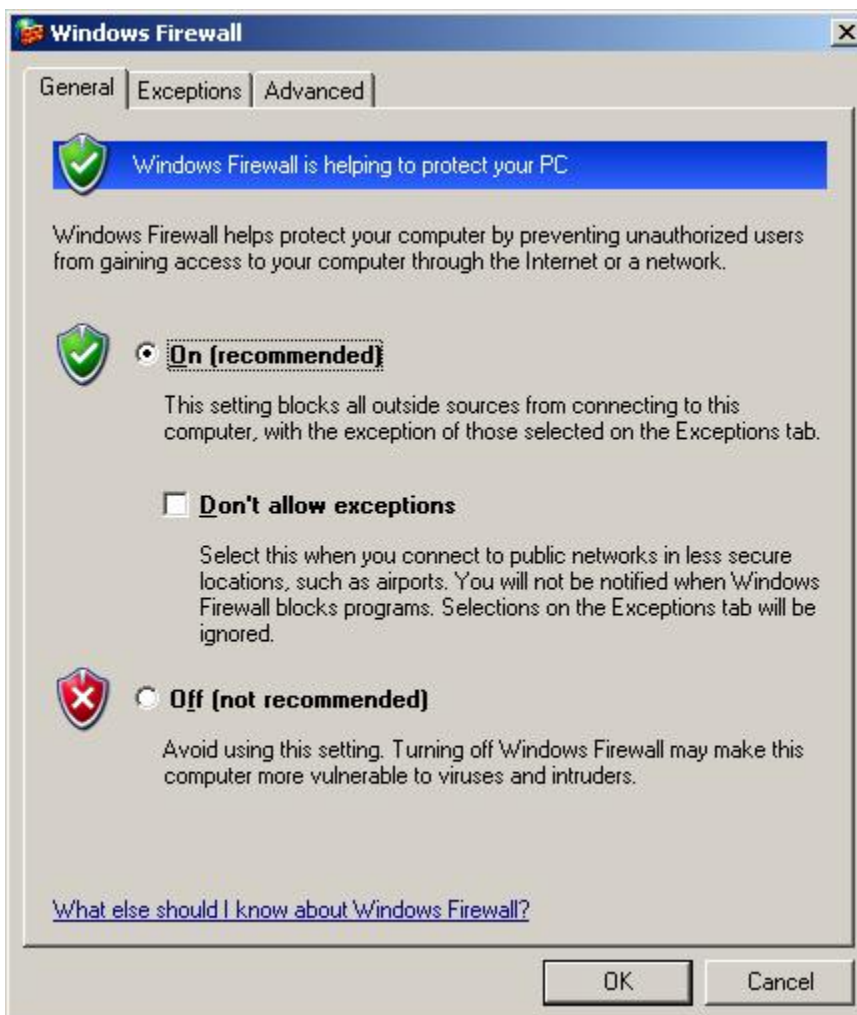 Windows Firewall
General Exceptions Advanced
Windows Firewall is helping to protect your PC
Windows Firewall helps protect your computer by preventing unauthorized users
from gaining access to your computer through the Internet or a network.
On (recommended)
This setting blocks all outside sources from connecting to this
computer, with the exception of those selected on the Exceptions tab.
Don't allow exceptions
Select this when you connect to public networks in less secure
locations, such as airports. You will not be notified when Windows
Firewall blocks programs. Selections on the Exceptions tab will be
ignored.
Off (not recommended)
Avoid using this setting. Turning off Windows Firewall may make this
computer more vulnerable to viruses and intruders.
What else should I know about Windows Firewall?
OK Cancel